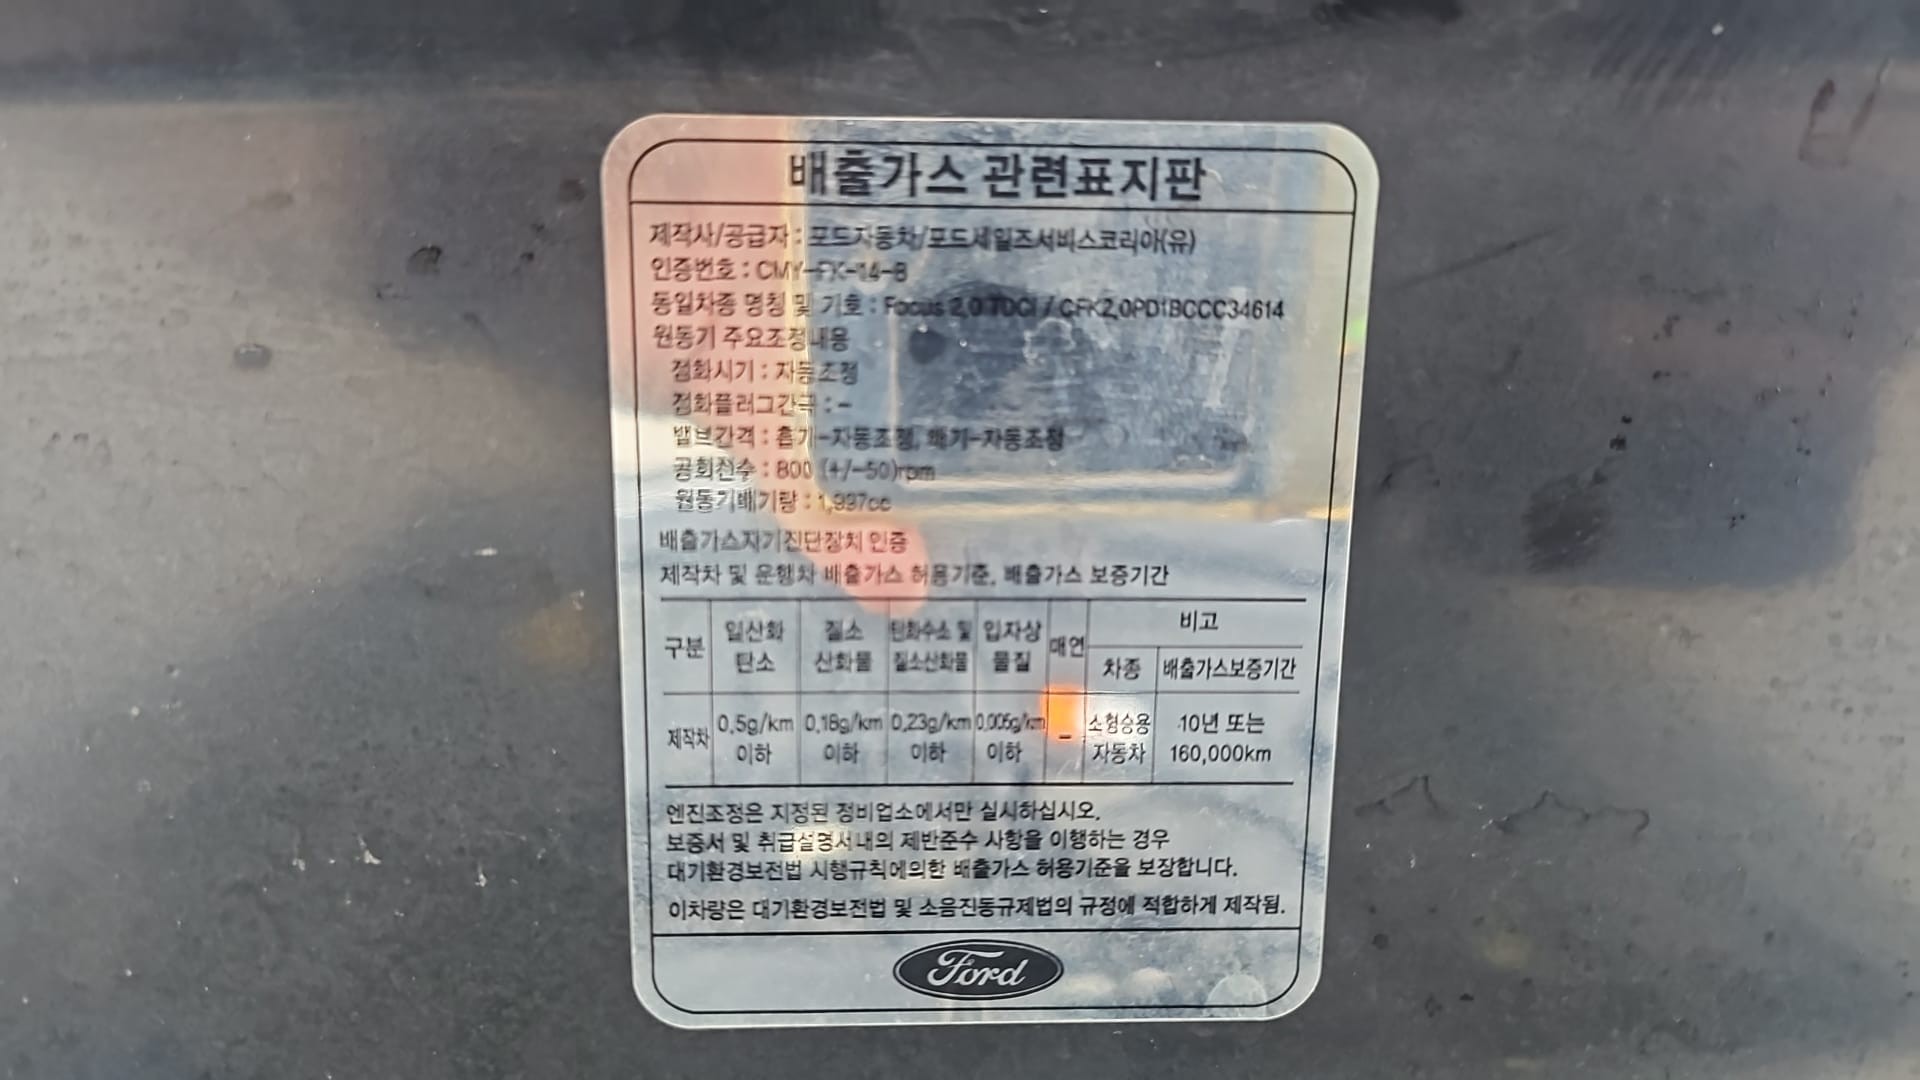 배출가스 관련표지판
제작사/공급자 : 포드자동차/포드세일즈서비스코리아(유)
인증번호 : CMY-FK-14-8
동일차종 명칭 및 기호 : Focus 2,0 TDCi / CFK2,0PD1BCCC34614
원동기 주요조정내용
점화시기 : 자동조정
점화플러그간극 : -
밸브간격 : 흡기-자동조정, 배기-자동조정
공회전수 : 800 (+/-50)rpm
원동기배기량 : 1,997cc
배출가스자기진단장치 인증
제작차 및 운행차 배출가스 허용기준, 배출가스 보증기간
구분 일산화 탄소 질소 산화물 탄화수소 및 질소산화물 입자상 물질 매연 비고
차종 배출가스보증기간
제작차 0,5g/km 이하 0,18g/km 이하 0,23g/km 이하 0,005g/km 이하 - 소형승용 자동차 10년 또는 160,000km
엔진조정은 지정된 정비업소에서만 실시하십시오.
보증서 및 취급설명서내의 제반준수 사항을 이행하는 경우
대기환경보전법 시행규칙에의한 배출가스 허용기준을 보장합니다.
이차량은 대기환경보전법 및 소음진동규제법의 규정에 적합하게 제작됨.
Ford